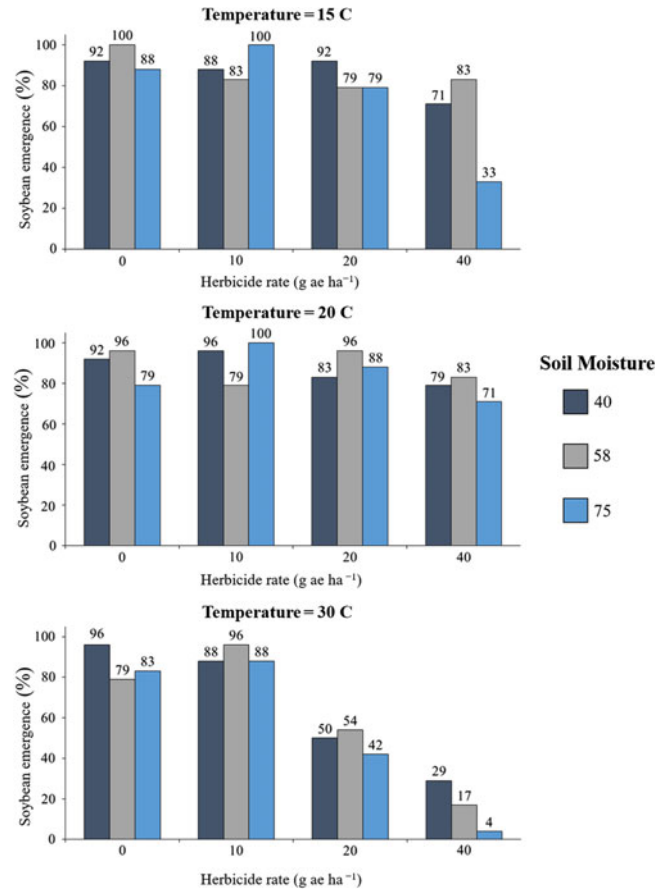 Temperature = 15 C
Soybean emergence (%)
100
80
60
40
20
0
92 100 88
88 83 100
92 79 79
71 83 33
0 10 20 40
Herbicide rate (g ae ha⁻¹)
Temperature = 20 C
Soybean emergence (%)
100
80
60
40
20
0
92 96 79
96 79 100
83 96 88
79 83 71
0 10 20 40
Herbicide rate (g ae ha⁻¹)
Soil Moisture
40
58
75
Temperature = 30 C
Soybean emergence (%)
100
80
60
40
20
0
96 79 83
88 96 88
50 54 42
29 17 4
0 10 20 40
Herbicide rate (g ae ha⁻¹)